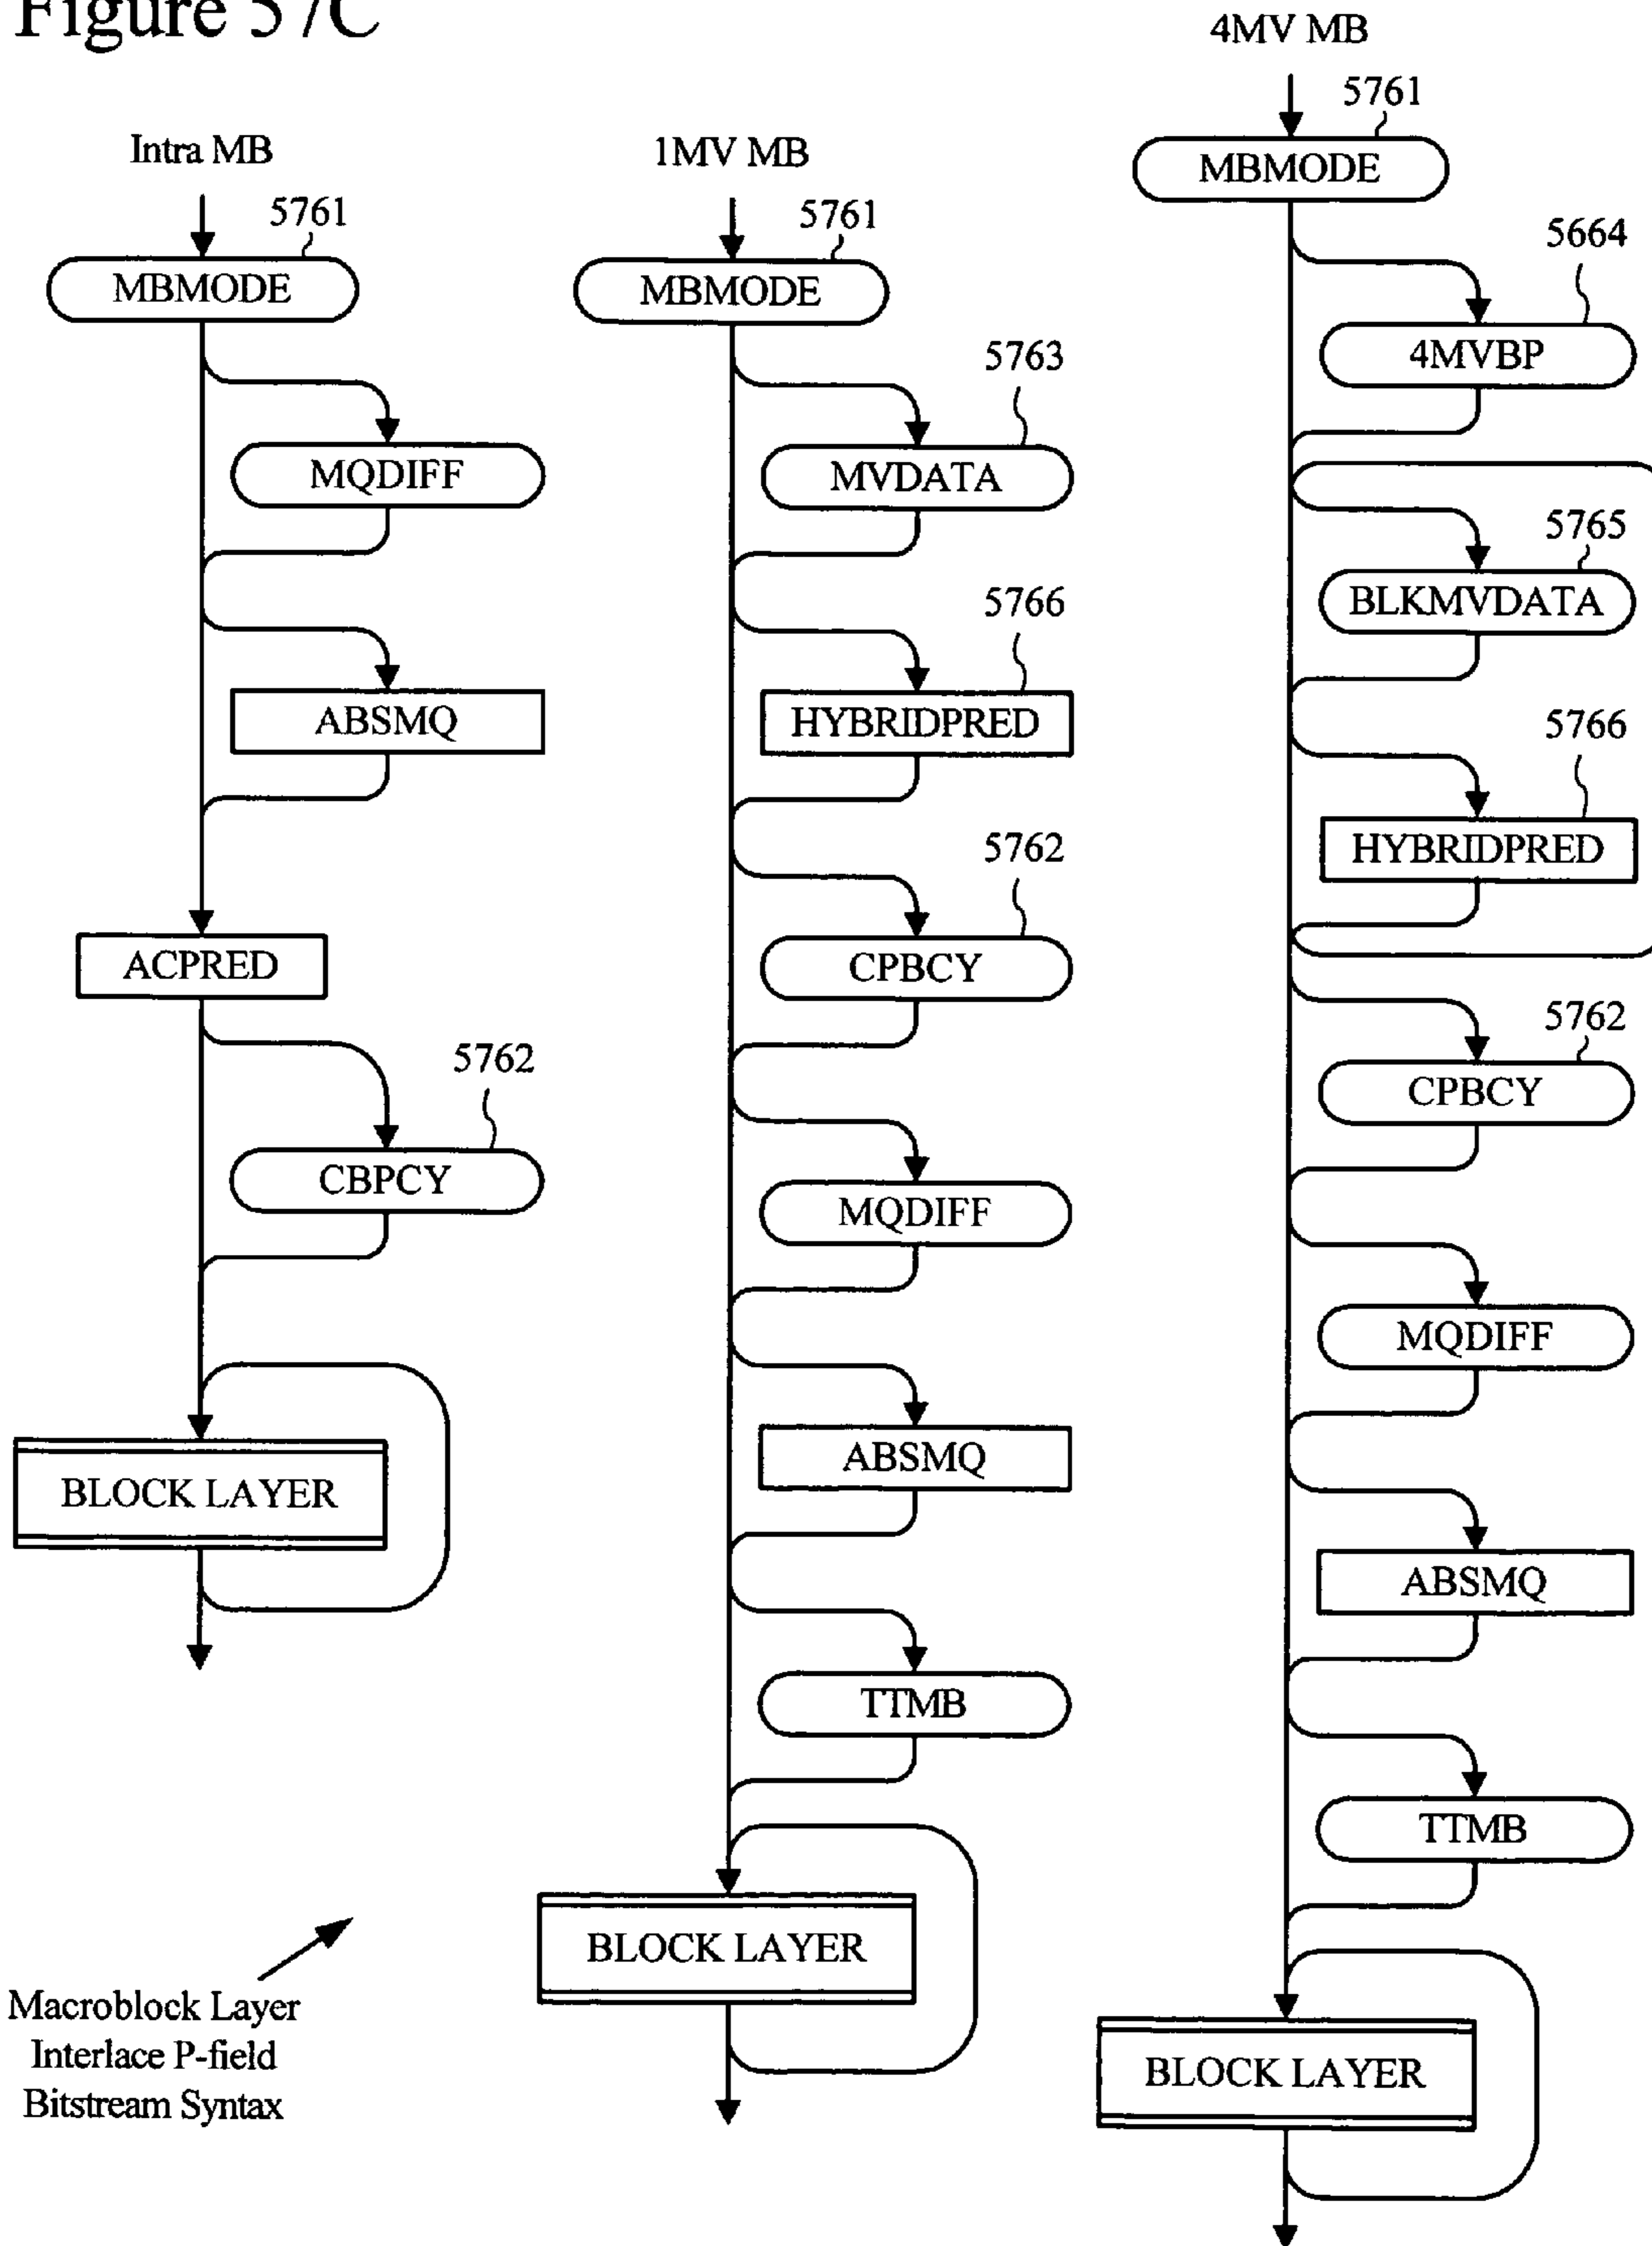 Figure 57C
Intra MB
5761
MBMODE
MQDIFF
ABSMQ
ACPRED
5762
CBPCY
BLOCK LAYER
Macroblock Layer
Interlace P-field
Bitstream Syntax
1MV MB
5761
MBMODE
5763
MVDATA
5766
HYBRIDPRED
5762
CPBCY
MQDIFF
ABSMQ
TTMB
BLOCK LAYER
4MV MB
5761
MBMODE
5664
4MVBP
5765
BLKMVDATA
5766
HYBRIDPRED
5762
CPBCY
MQDIFF
ABSMQ
TTMB
BLOCK LAYER